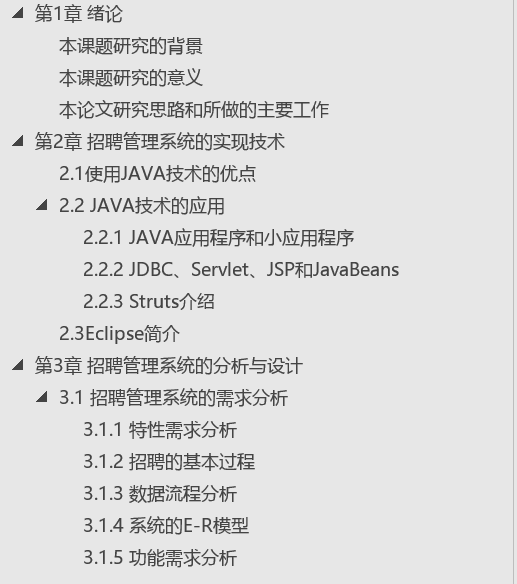 第1章 绪论
本课题研究的背景
本课题研究的意义
本论文研究思路和所做的主要工作
第2章 招聘管理系统的实现技术
2.1使用JAVA技术的优点
2.2 JAVA技术的应用
2.2.1 JAVA应用程序和小应用程序
2.2.2 JDBC、Servlet、JSP和JavaBeans
2.2.3 Struts介绍
2.3Eclipse简介
第3章 招聘管理系统的分析与设计
3.1 招聘管理系统的需求分析
3.1.1 特性需求分析
3.1.2 招聘的基本过程
3.1.3 数据流程分析
3.1.4 系统的E-R模型
3.1.5 功能需求分析